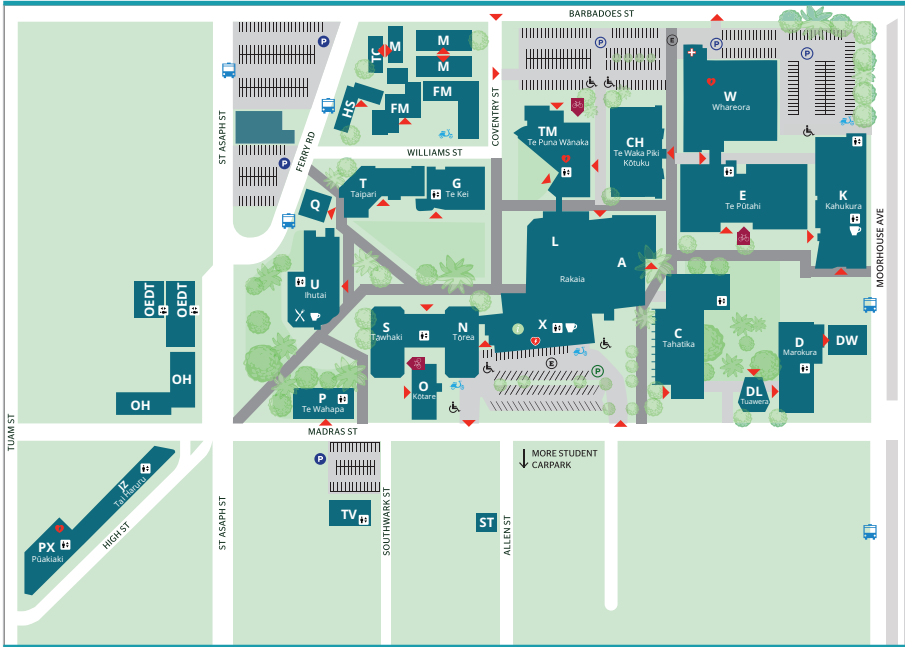 BARBADOES ST
P
P
P
P
E
TC
M
M
M
HS
FM
FM
W
Whareora
ST ASAPH ST
FERRY RD
COVENTRY ST
TM
Te Puna Wānaka
CH
Te Waka Piki
Kōtuku
WILLIAMS ST
P
T
Taipari
G
Te Kei
E
Te Pūtahi
K
Kahukura
Q
L
A
Rakaia
MOORHOUSE AVE
U
Ihutai
OEDT
OEDT
S
Tawhaki
N
Tōrea
X
i
C
Tahatika
D
Marokura
DW
E
P
O
Kōtare
OH
OH
P
Te Wahapa
DL
Tuawera
TUAM ST
MADRAS ST
P
MORE STUDENT
CARPARK
JZ
Tai Haruru
HIGH ST
ST ASAPH ST
SOUTHWARK ST
ALLEN ST
TV
ST
PX
Pūakiaki